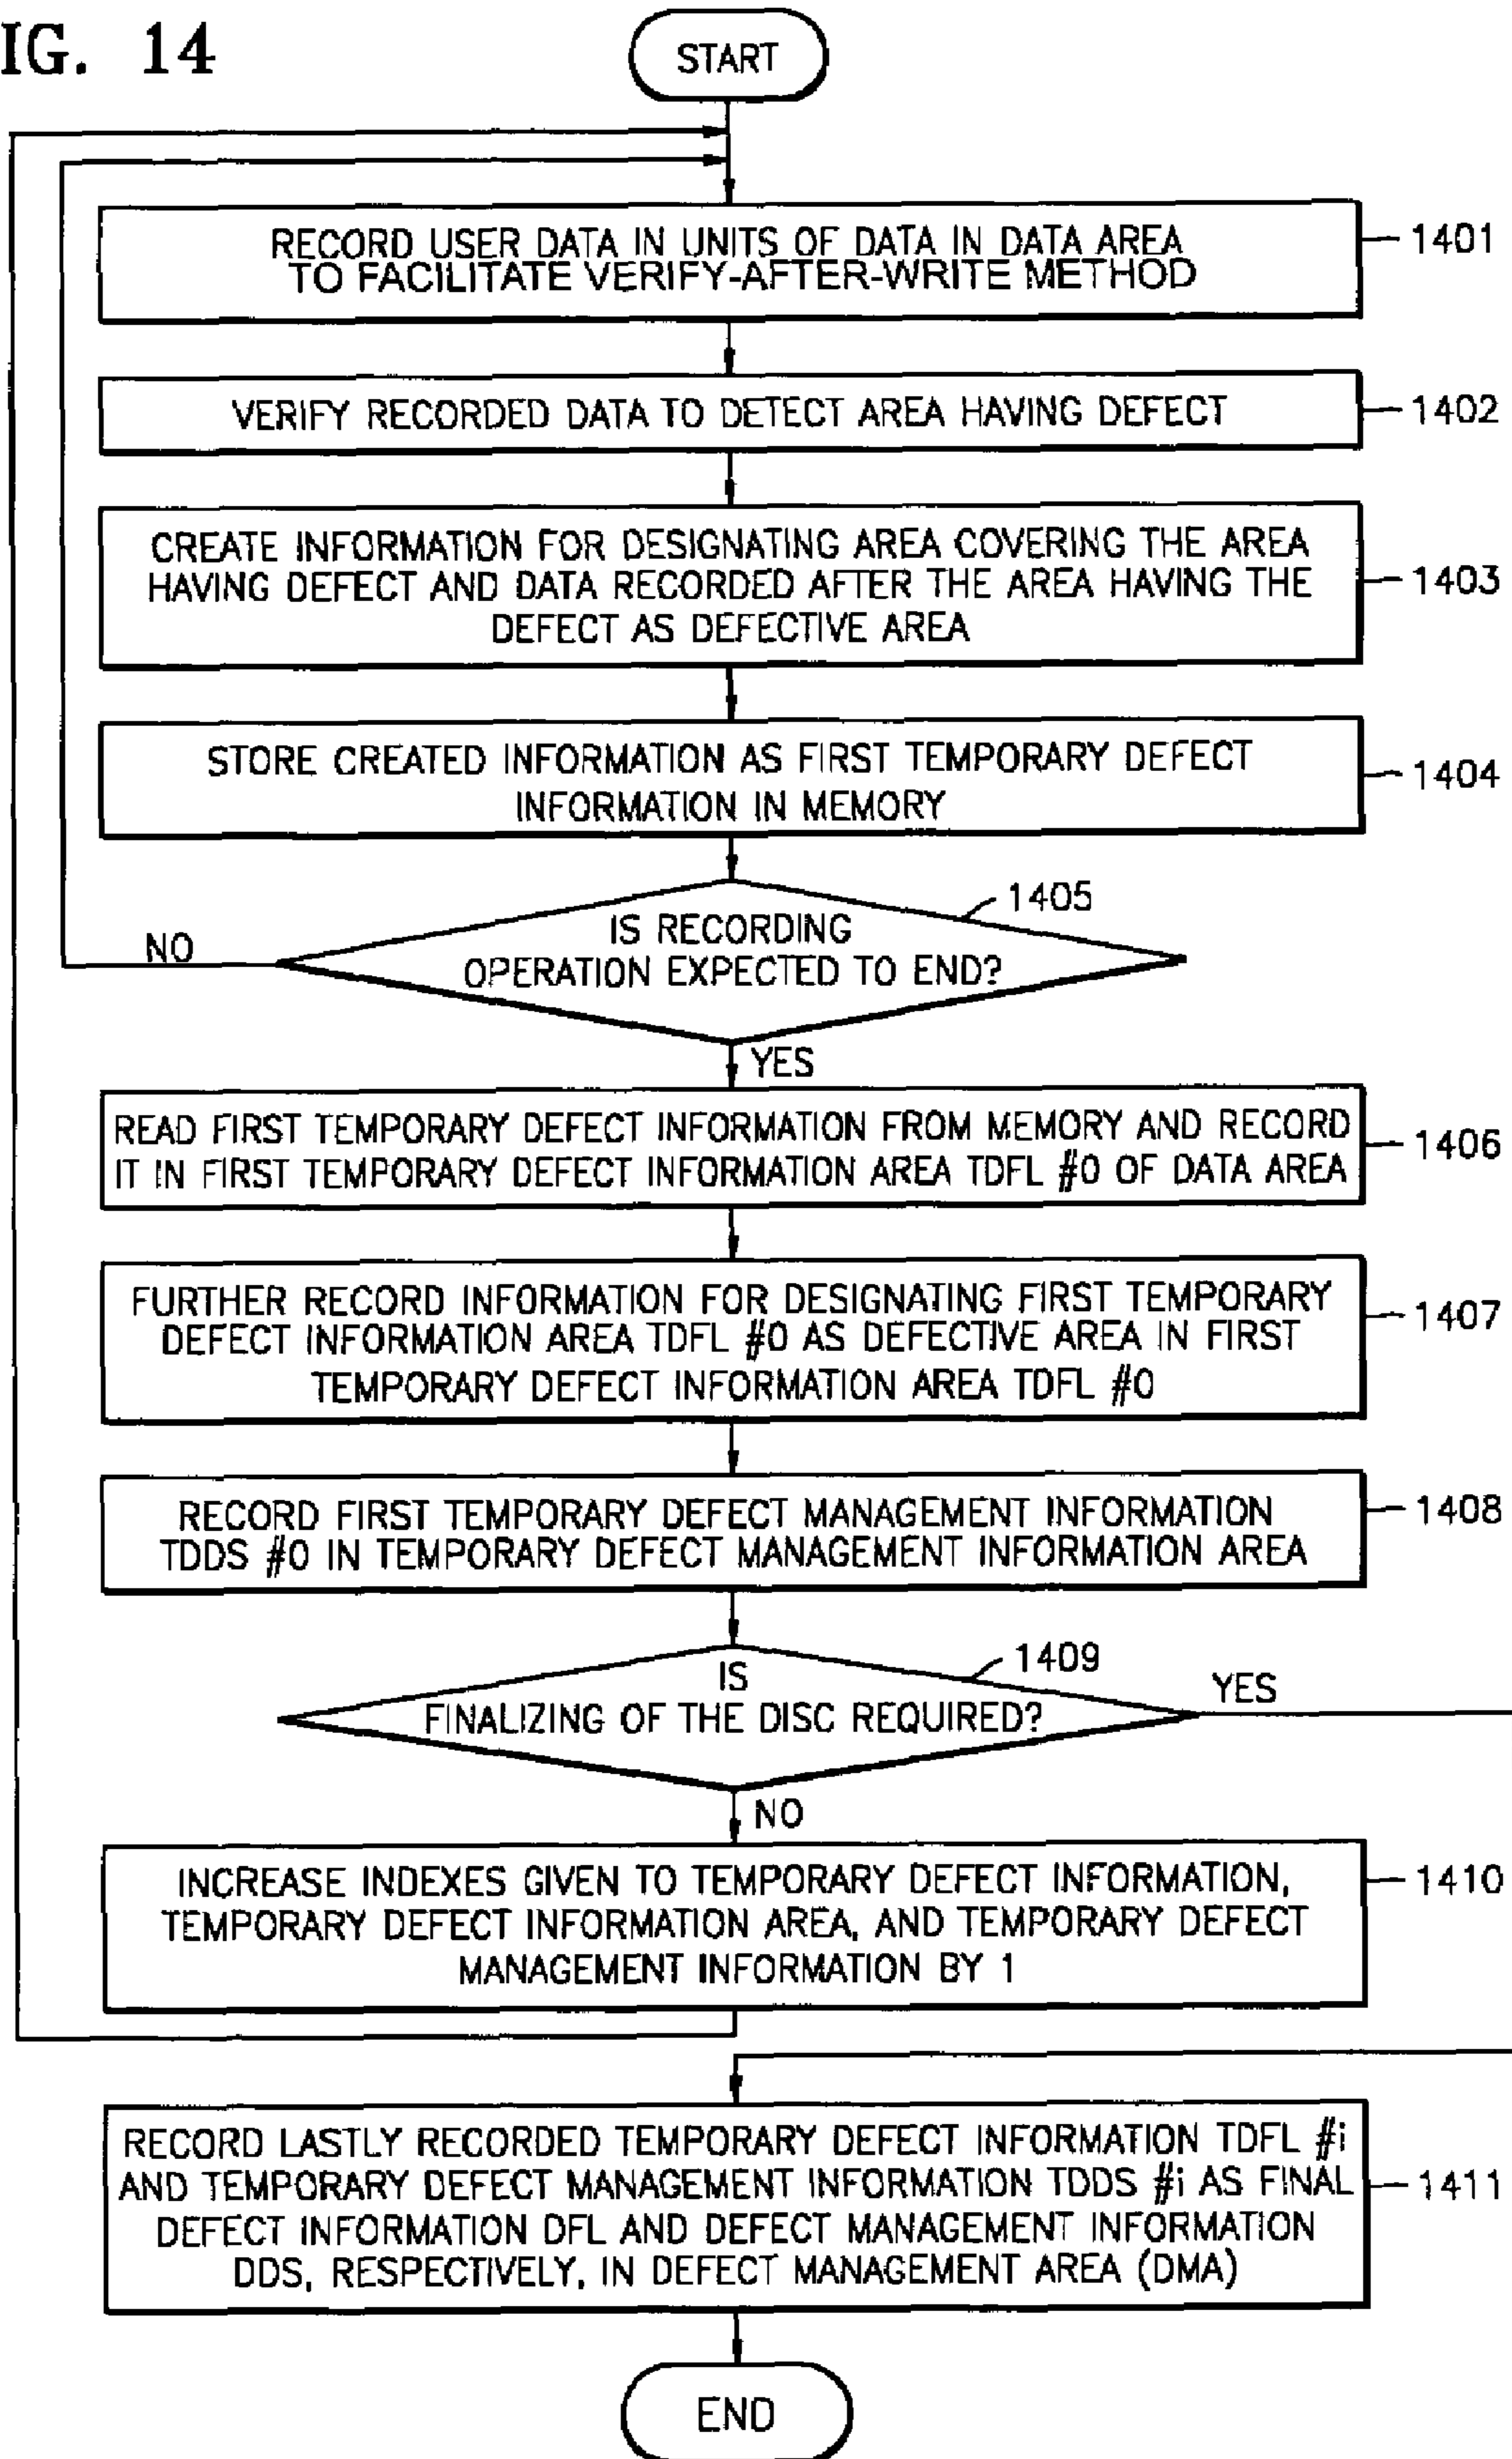 IG. 14
START
RECORD USER DATA IN UNITS OF DATA IN DATA AREA
TO FACILITATE VERIFY-AFTER-WRITE METHOD
1401
VERIFY RECORDED DATA TO DETECT AREA HAVING DEFECT
1402
CREATE INFORMATION FOR DESIGNATING AREA COVERING THE AREA
HAVING DEFECT AND DATA RECORDED AFTER THE AREA HAVING THE
DEFECT AS DEFECTIVE AREA
1403
STORE CREATED INFORMATION AS FIRST TEMPORARY DEFECT
INFORMATION IN MEMORY
1404
1405
IS RECORDING
OPERATION EXPECTED TO END?
NO
YES
READ FIRST TEMPORARY DEFECT INFORMATION FROM MEMORY AND RECORD
IT IN FIRST TEMPORARY DEFECT INFORMATION AREA TDFL #0 OF DATA AREA
1406
FURTHER RECORD INFORMATION FOR DESIGNATING FIRST TEMPORARY
DEFECT INFORMATION AREA TDFL #0 AS DEFECTIVE AREA IN FIRST
TEMPORARY DEFECT INFORMATION AREA TDFL #0
1407
RECORD FIRST TEMPORARY DEFECT MANAGEMENT INFORMATION
TDDS #0 IN TEMPORARY DEFECT MANAGEMENT INFORMATION AREA
1408
1409
IS
FINALIZING OF THE DISC REQUIRED?
YES
NO
INCREASE INDEXES GIVEN TO TEMPORARY DEFECT INFORMATION,
TEMPORARY DEFECT INFORMATION AREA, AND TEMPORARY DEFECT
MANAGEMENT INFORMATION BY 1
1410
RECORD LASTLY RECORDED TEMPORARY DEFECT INFORMATION TDFL #i
AND TEMPORARY DEFECT MANAGEMENT INFORMATION TDDS #i AS FINAL
DEFECT INFORMATION DFL AND DEFECT MANAGEMENT INFORMATION
DDS, RESPECTIVELY, IN DEFECT MANAGEMENT AREA (DMA)
1411
END